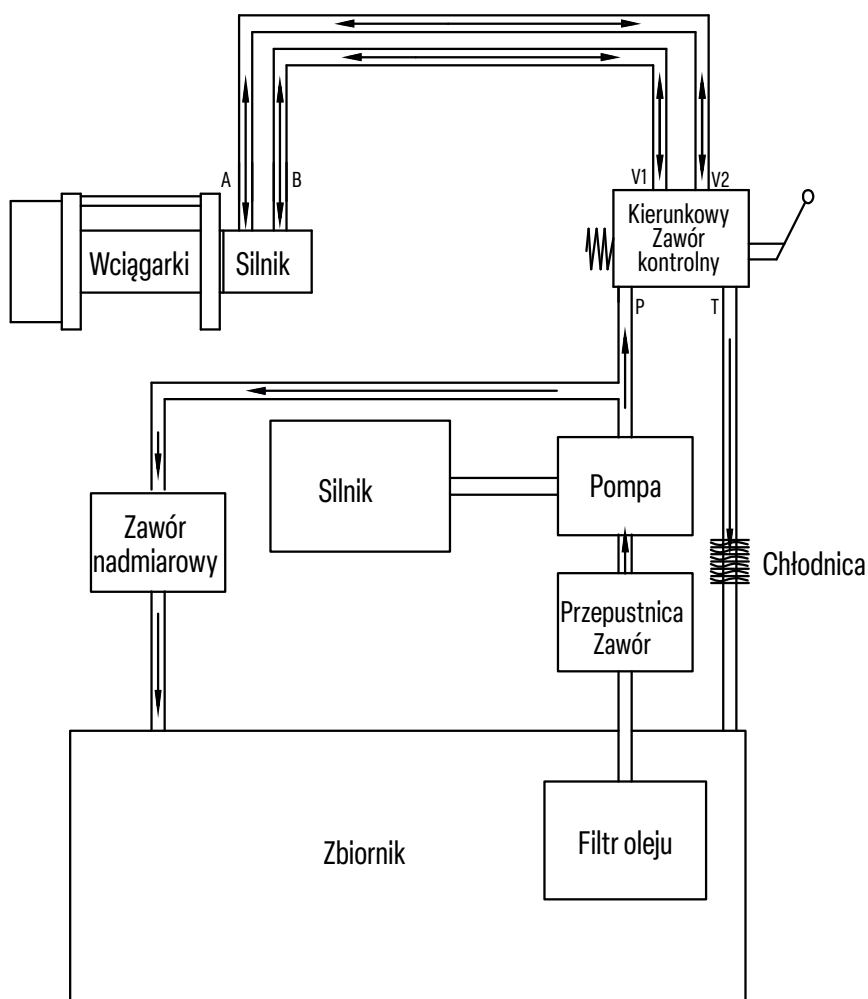 A
B
V1
V2
Wciągarki
Silnik
Kierunkowy
Zawór
kontrolny
P
T
Silnik
Pompa
Zawór
nadmiarowy
Chłodnica
Przepustnica
Zawór
Zbiornik
Filtr oleju